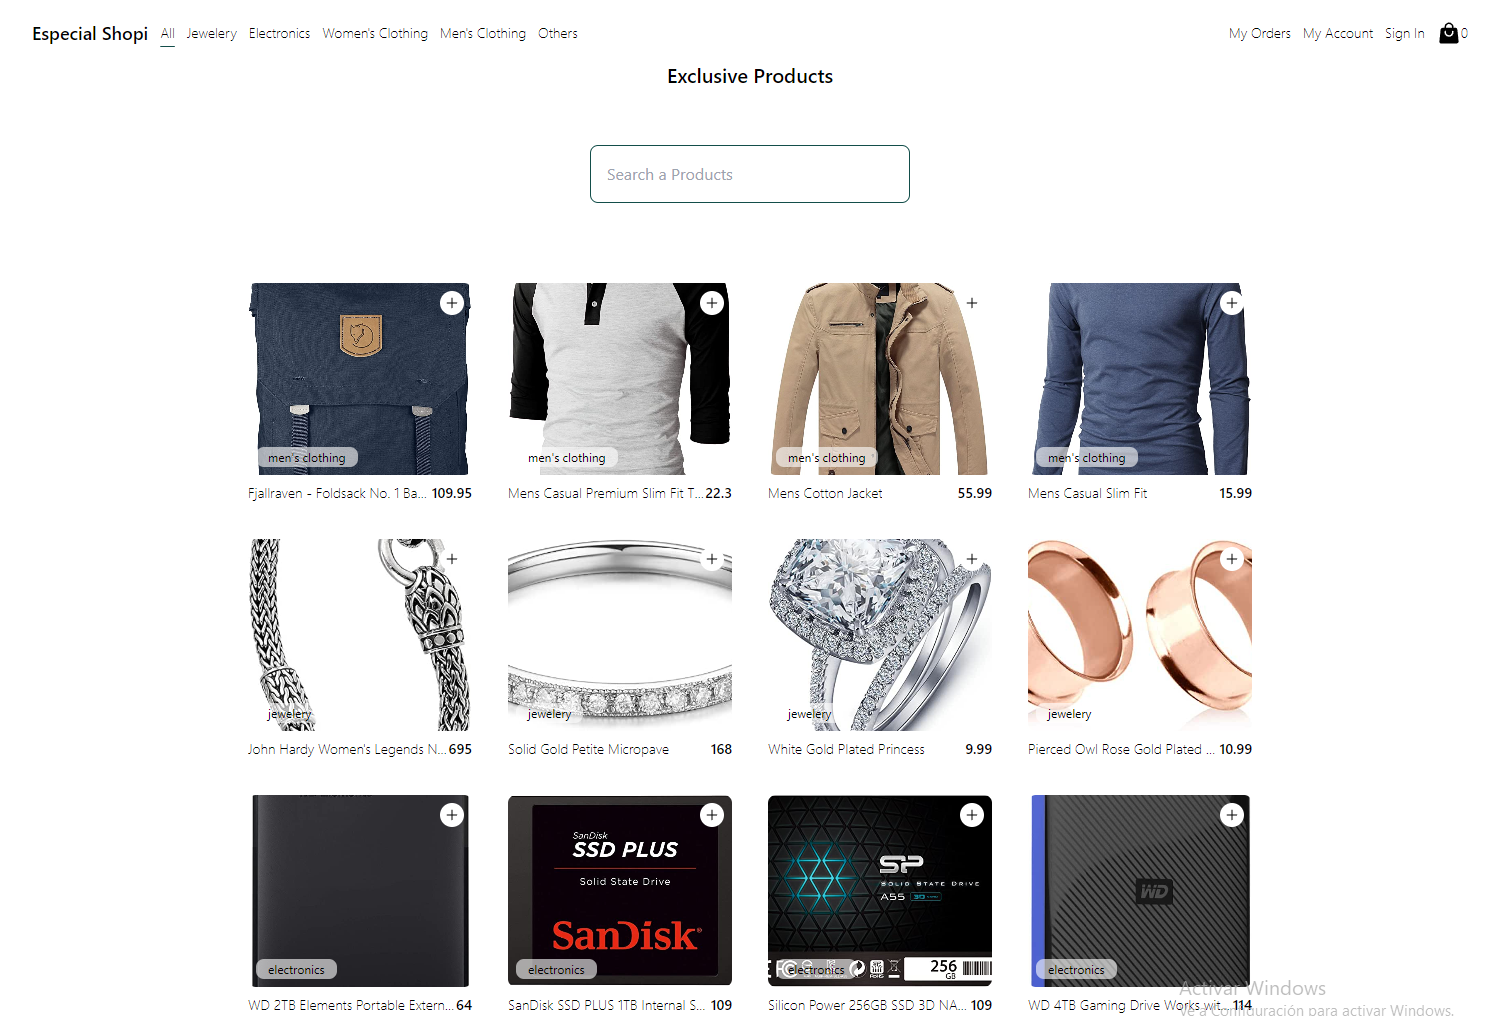 Especial Shopi All Jewelery Electronics Women's Clothing Men's Clothing Others My Orders My Account Sign In 0
Exclusive Products
Search a Products
men's clothing
men's clothing
men's clothing
men's clothing
Fjallraven - Foldsack No. 1 Ba... 109.95
Mens Casual Premium Slim Fit T... 22.3
Mens Cotton Jacket 55.99
Mens Casual Slim Fit 15.99
jewelery
jewelery
jewelery
jewelery
John Hardy Women's Legends N... 695
Solid Gold Petite Micropave 168
White Gold Plated Princess 9.99
Pierced Owl Rose Gold Plated ... 10.99
electronics
SanDisk
SSD PLUS
Solid State Drive
SanDisk
electronics
SP
SOLID STATE DRIVE
A55 3D
256
GB
electronics
WD
electronics
WD 2TB Elements Portable Extern... 64
SanDisk SSD PLUS 1TB Internal S... 109
Silicon Power 256GB SSD 3D NA... 109
WD 4TB Gaming Drive Works wit... 114
Activar Windows
Ve a Configuración para activar Windows.